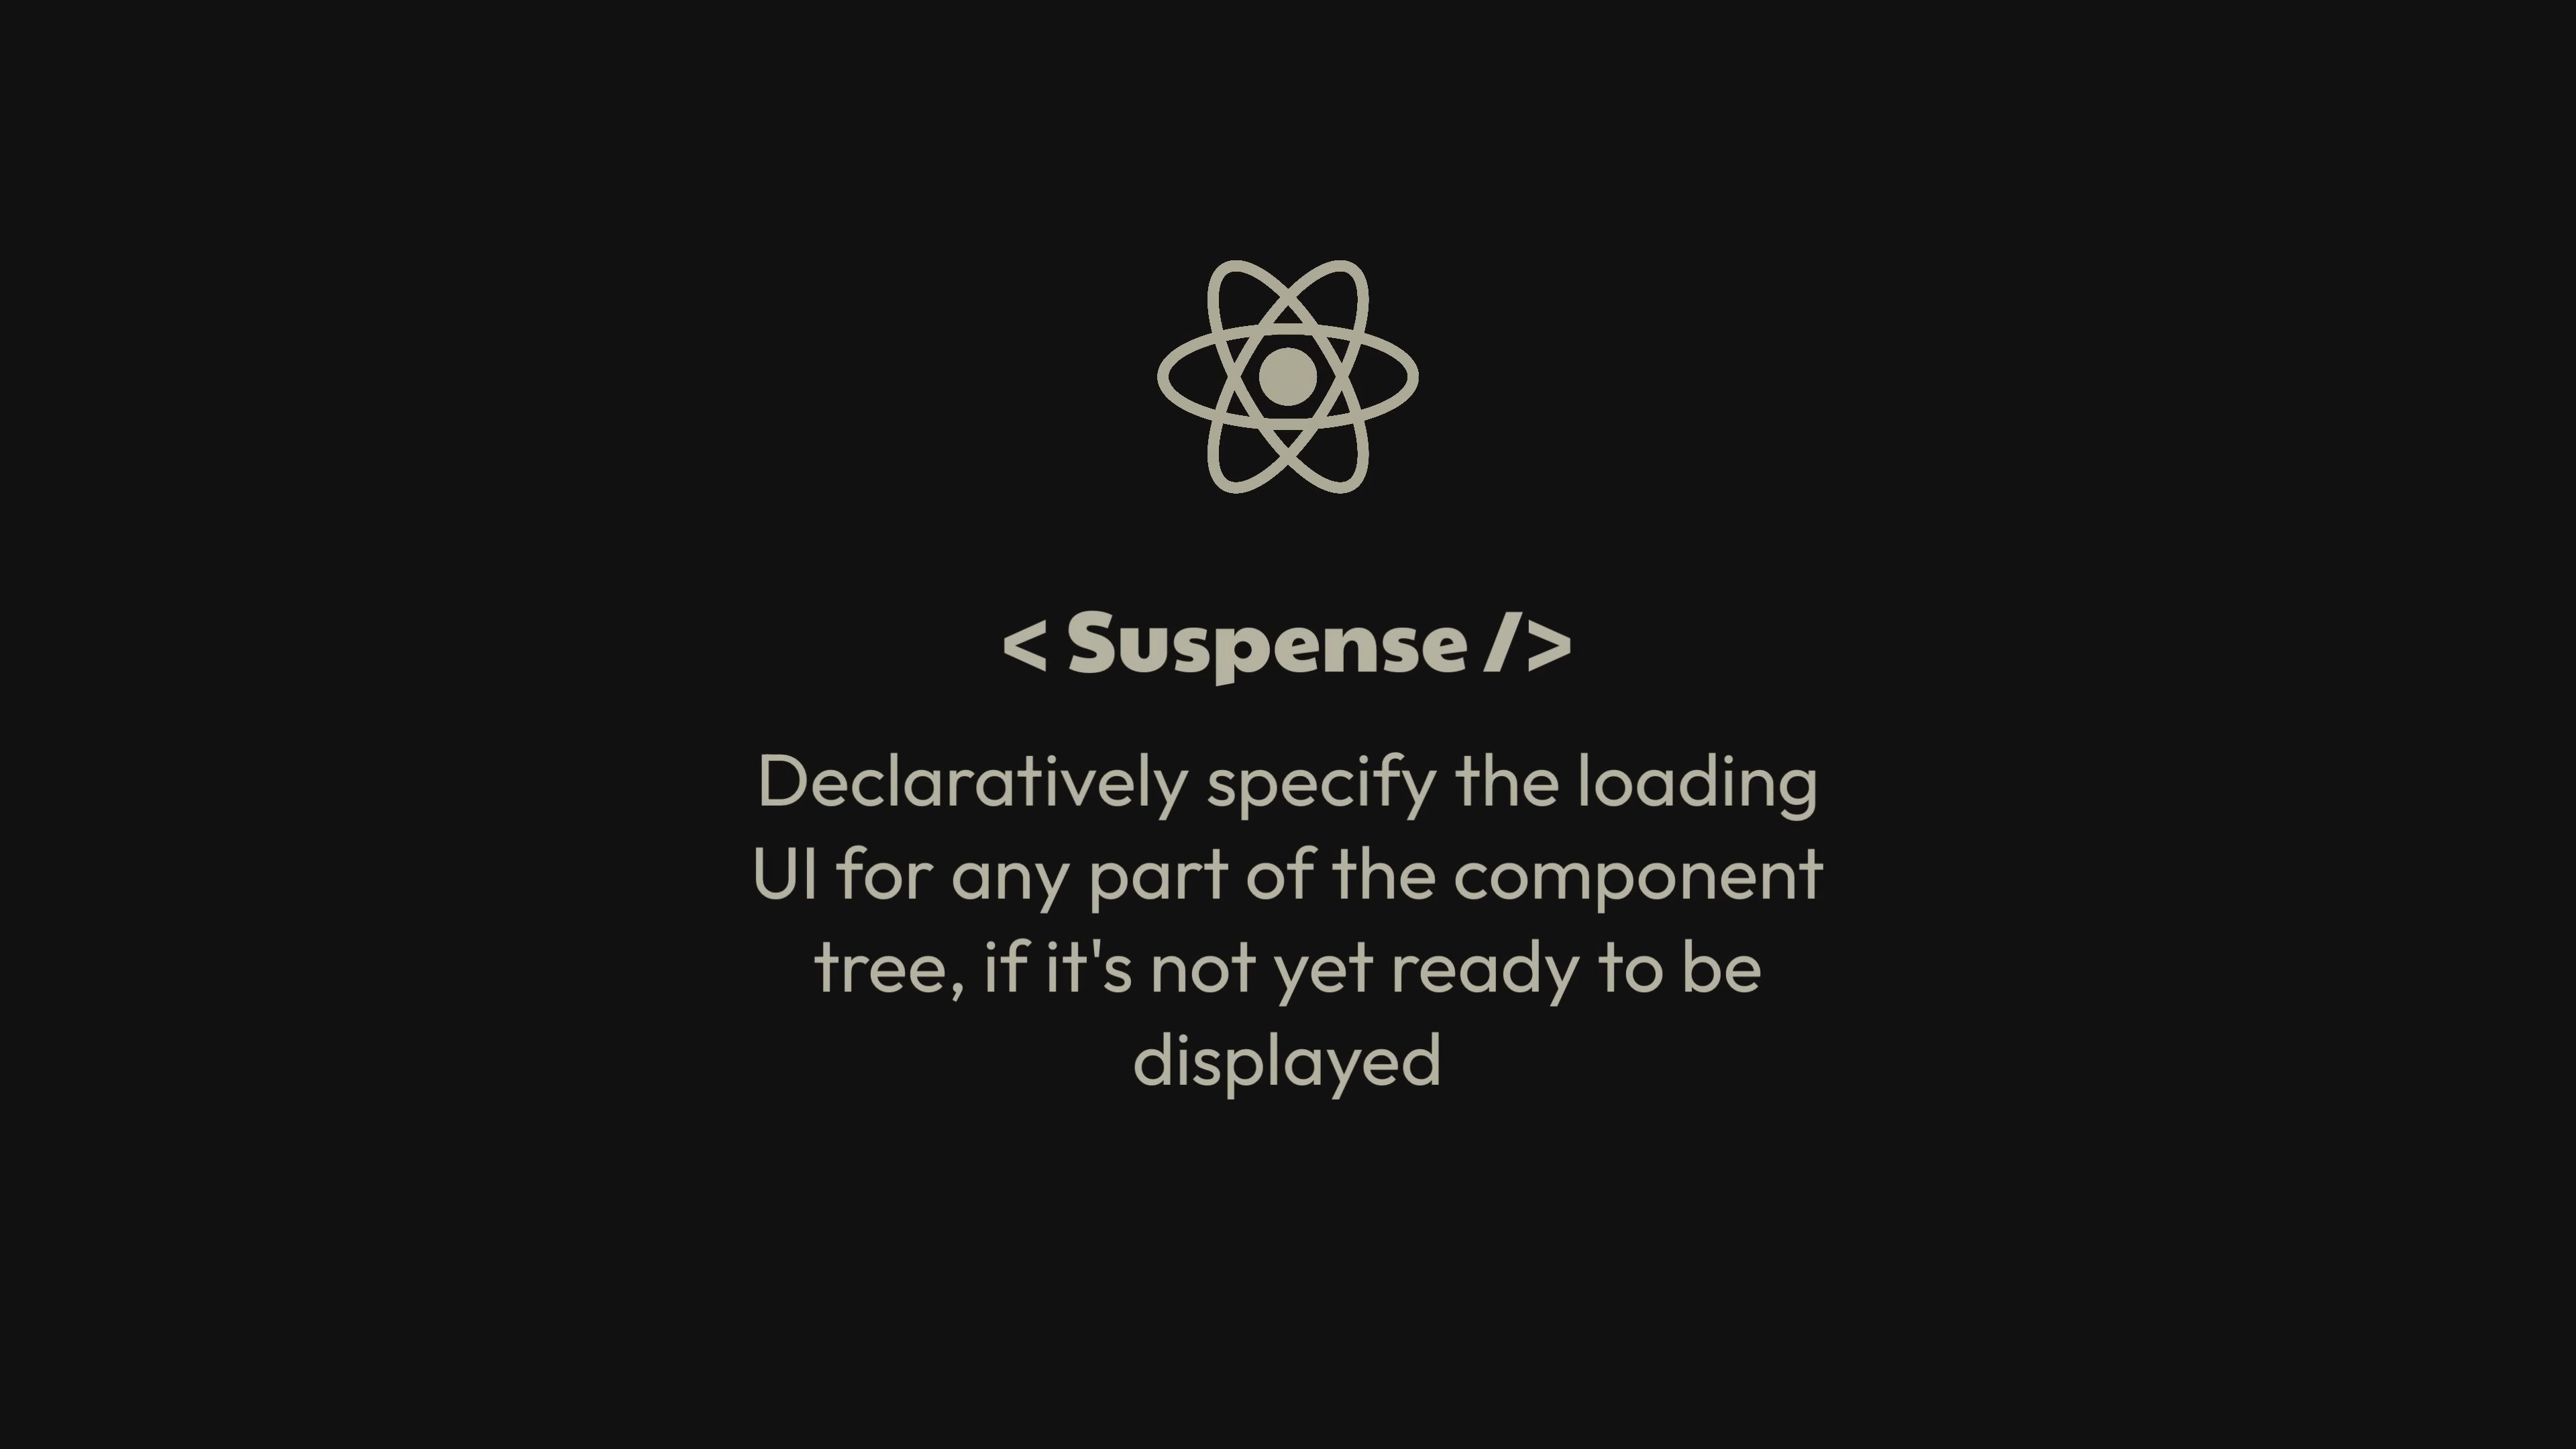 < Suspense />
Declaratively specify the loading
UI for any part of the component
tree, if it's not yet ready to be
displayed